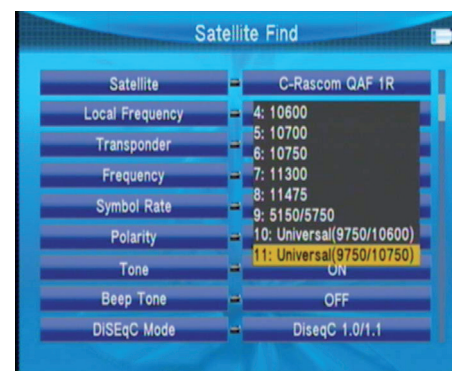 Satellite Find
Satellite C-Rascom QAF 1R
Local Frequency
Transponder
Frequency
Symbol Rate
Polarity
Tone ON
Beep Tone OFF
DiSEqC Mode DiseqC 1.0/1.1
4: 10600
5: 10700
6: 10750
7: 11300
8: 11475
9: 5150/5750
10: Universal(9750/10600)
11: Universal(9750/10750)